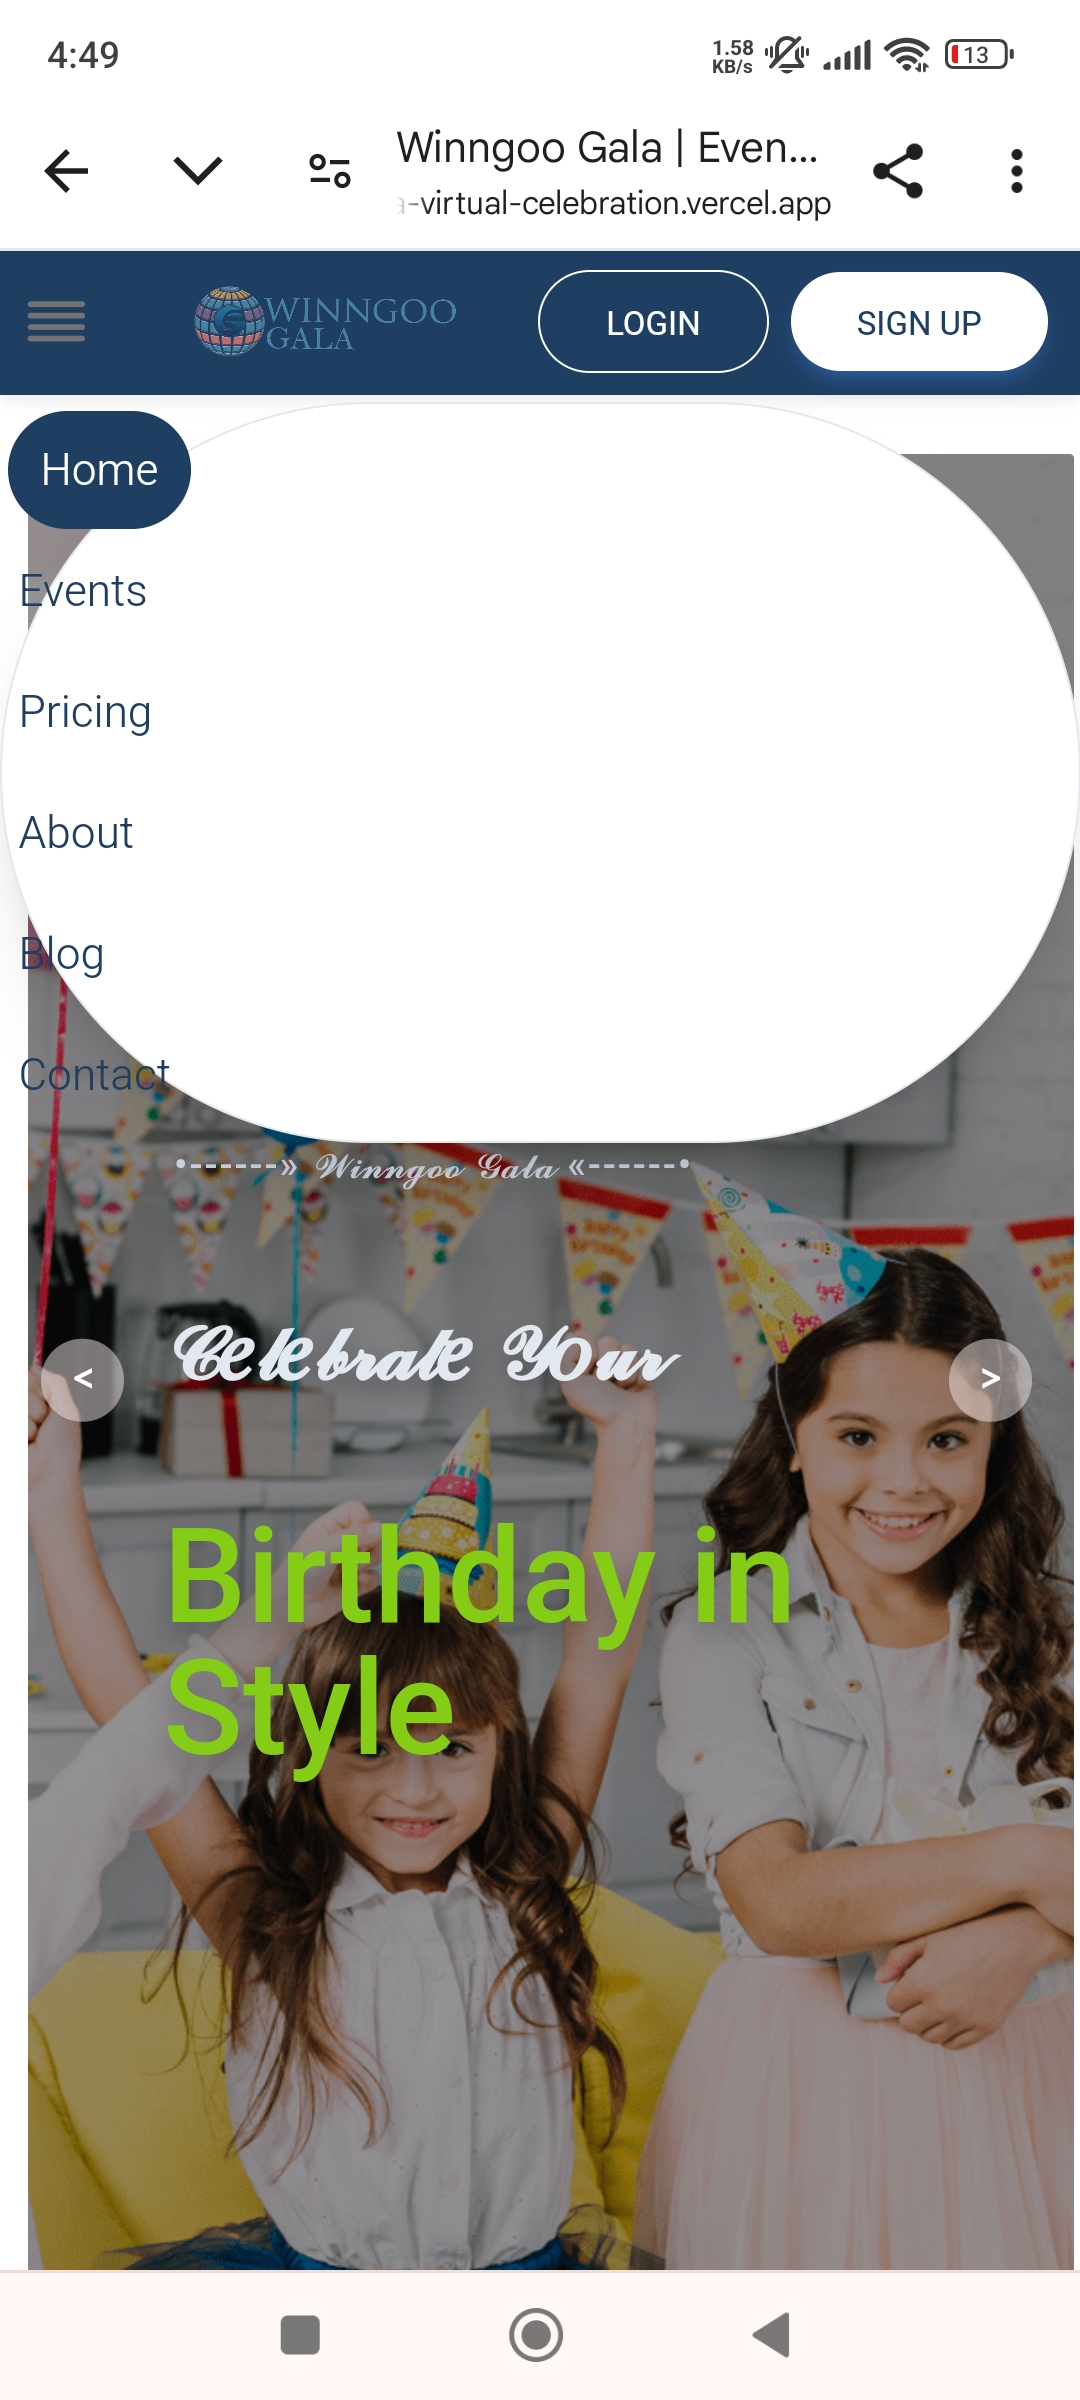 4:49
1.58
KB/s
13
Winngoo Gala | Even...
a-virtual-celebration.vercel.app
WINNGOO
GALA
LOGIN
SIGN UP
Home
Events
Pricing
About
Blog
Contact
•------» Winngoo Gala «------•
Celebrate YOur
< >
Birthday in
Style